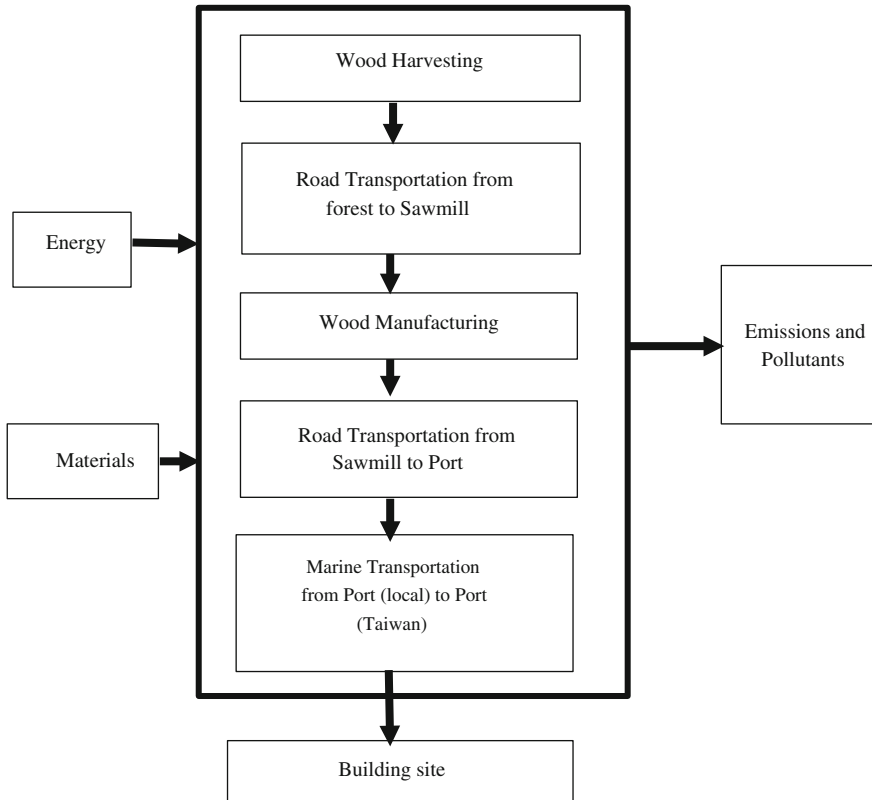 Wood Harvesting
Road Transportation from
forest to Sawmill
Energy
Wood Manufacturing
Emissions and
Pollutants
Road Transportation from
Sawmill to Port
Materials
Marine Transportation
from Port (local) to Port
(Taiwan)
Building site